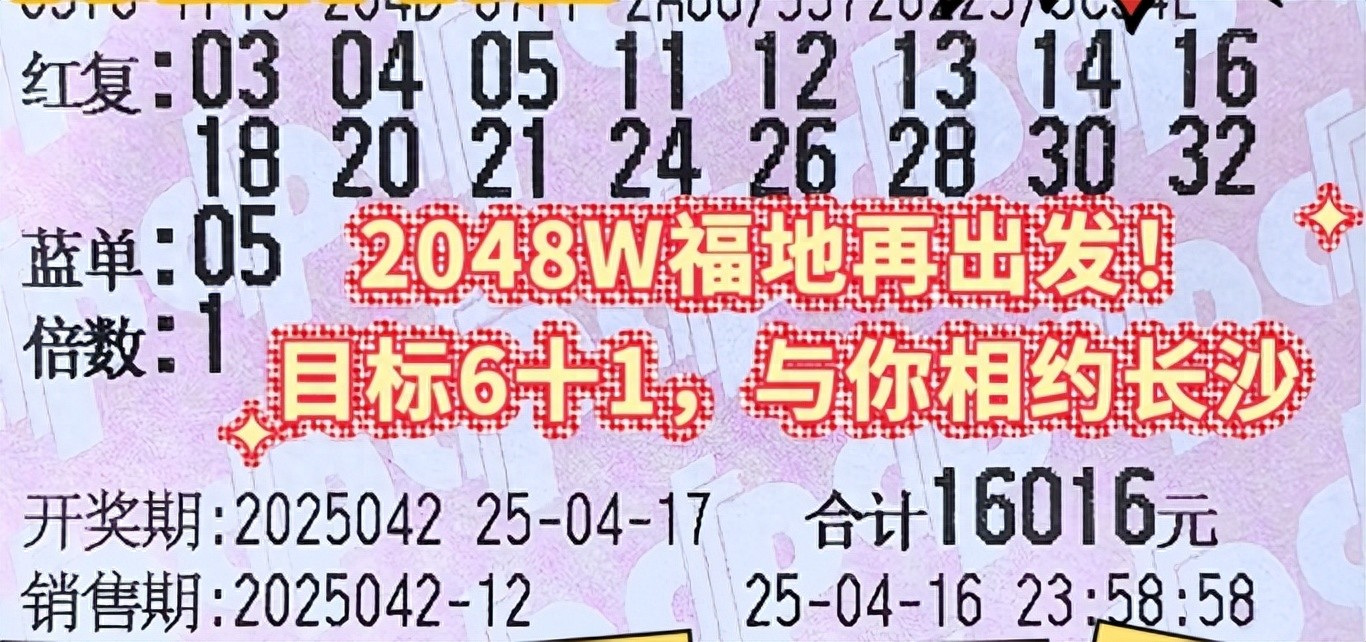 红复:03 04 05 11 12 13 14 16
18 20 21 24 26 28 30 32
蓝单:05
2048W福地再出发!
倍数:1
目标6十1,与你相约长沙
开奖期:2025042 25-04-17 合计16016元
销售期:2025042-12 25-04-16 23:58:58